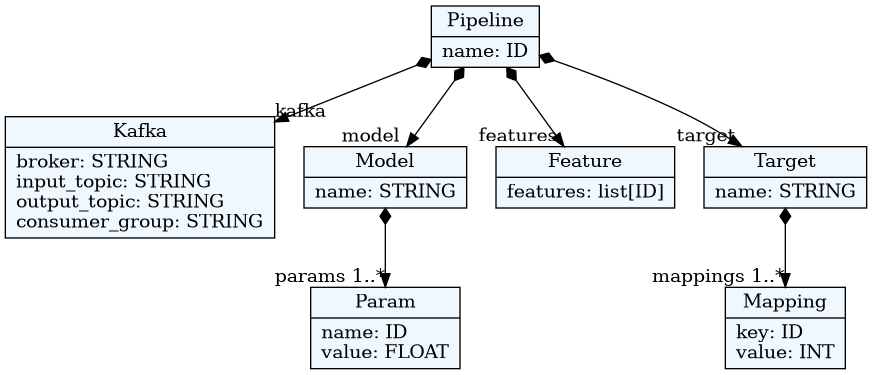 Pipeline
name: ID
kafka
model
features
target
Kafka
broker: STRING
input_topic: STRING
output_topic: STRING
consumer_group: STRING
Model
name: STRING
Feature
features: list[ID]
Target
name: STRING
params 1..*
mappings 1..*
Param
name: ID
value: FLOAT
Mapping
key: ID
value: INT